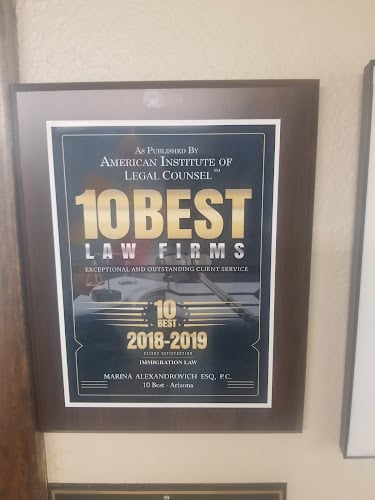 As Published By
American Institute of
Legal Counsel SM
10BEST
LAW FIRMS
EXCEPTIONAL AND OUTSTANDING CLIENT SERVICE
10
BEST
2018-2019
CLIENT SATISFACTION
IMMIGRATION LAW
Marina Alexandrovich Esq, P.C.
10 Best - Arizona